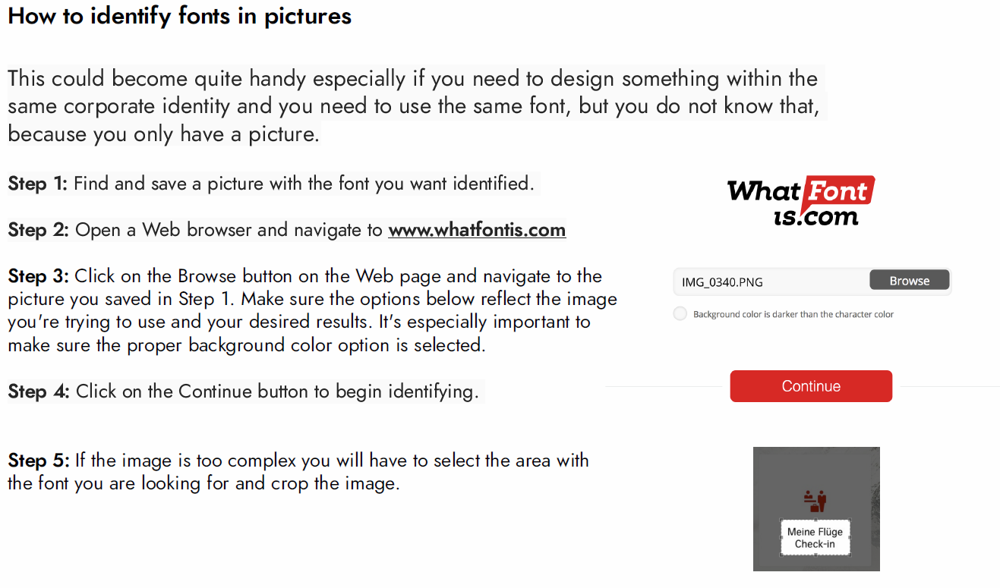 How to identify fonts in pictures
This could become quite handy especially if you need to design something within the
same corporate identity and you need to use the same font, but you do not know that,
because you only have a picture.
Step 1: Find and save a picture with the font you want identified.
What Font
is.com
Step 2: Open a Web browser and navigate to www.whatfontis.com
Step 3: Click on the Browse button on the Web page and navigate to the
picture you saved in Step 1. Make sure the options below reflect the image
you're trying to use and your desired results. It's especially important to
make sure the proper background color option is selected.
IMG_0340.PNG Browse
Background color is darker than the character color
Step 4: Click on the Continue button to begin identifying.
Continue
Step 5: If the image is too complex you will have to select the area with
the font you are looking for and crop the image.
Meine Flüge
Check-in